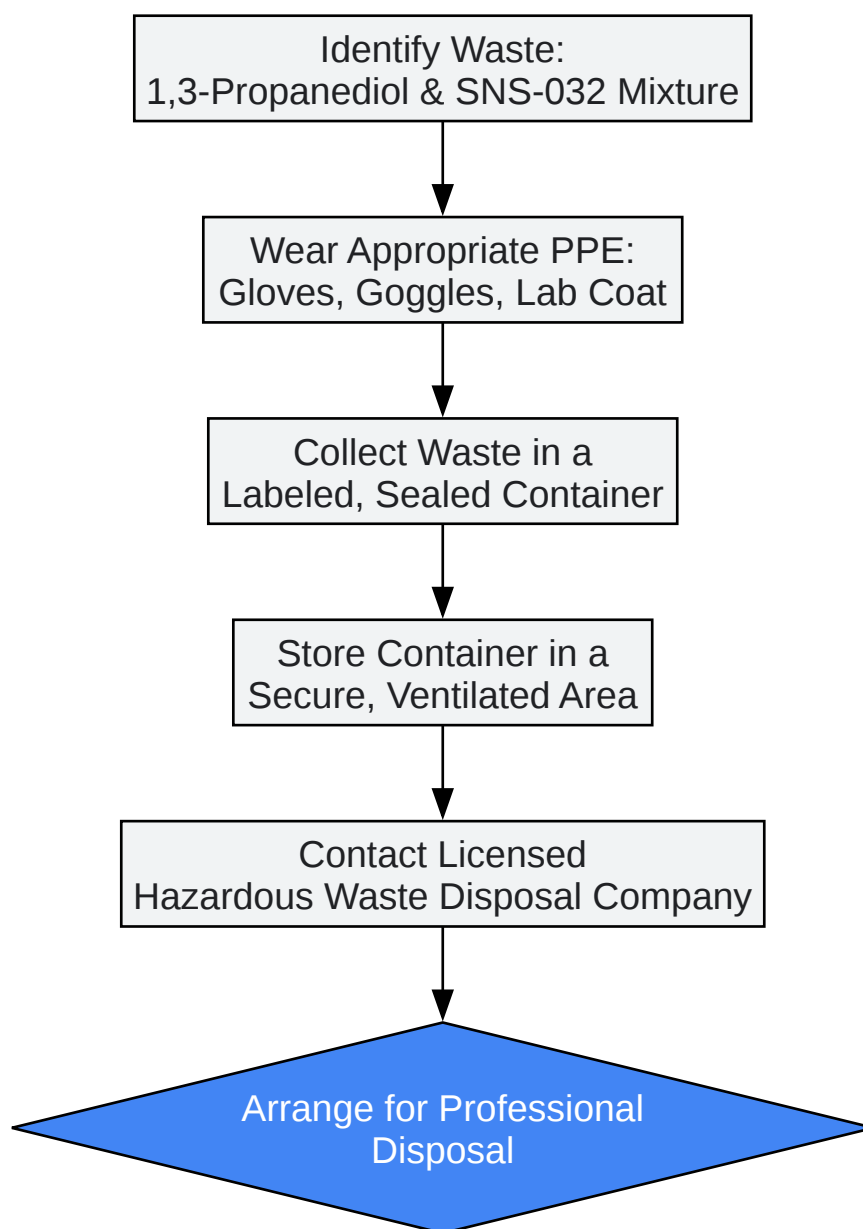 Identify Waste:
1,3-Propanediol & SNS-032 Mixture
Wear Appropriate PPE:
Gloves, Goggles, Lab Coat
Collect Waste in a
Labeled, Sealed Container
Store Container in a
Secure, Ventilated Area
Contact Licensed
Hazardous Waste Disposal Company
Arrange for Professional
Disposal